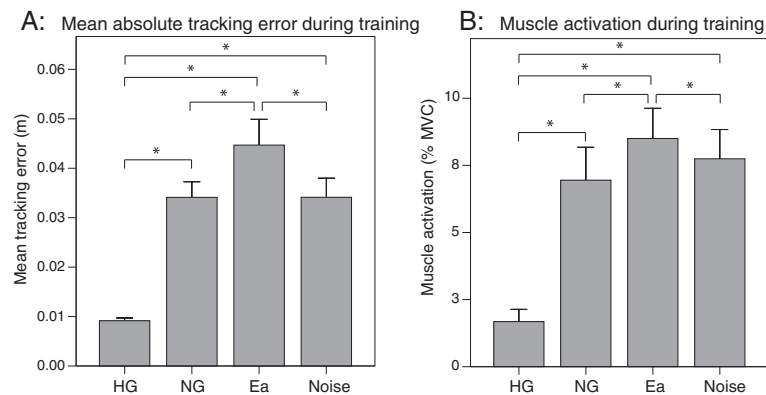 A: Mean absolute tracking error during training
Mean tracking error (m)
0.06
0.05
0.04
0.03
0.02
0.01
0.00
* * * * * *
HG NG Ea Noise
B: Muscle activation during training
Muscle activation (% MVC)
10
8
5
3
0
* * * * *
HG NG Ea Noise